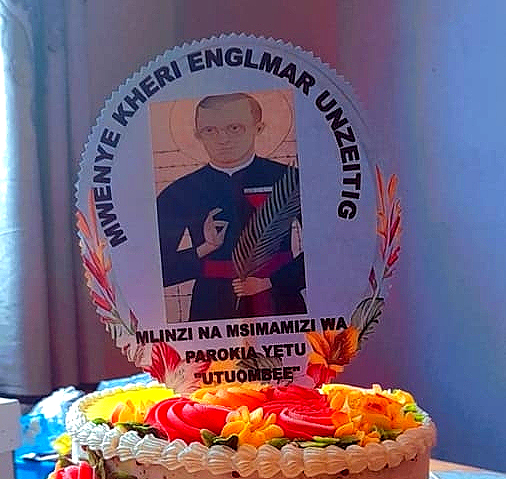 MWENYE KHERI ENGLMAR UNZEITIG
MLINZI NA MSIMAMIZI WA
PAROKIA YETU
"UTUOMBEE"